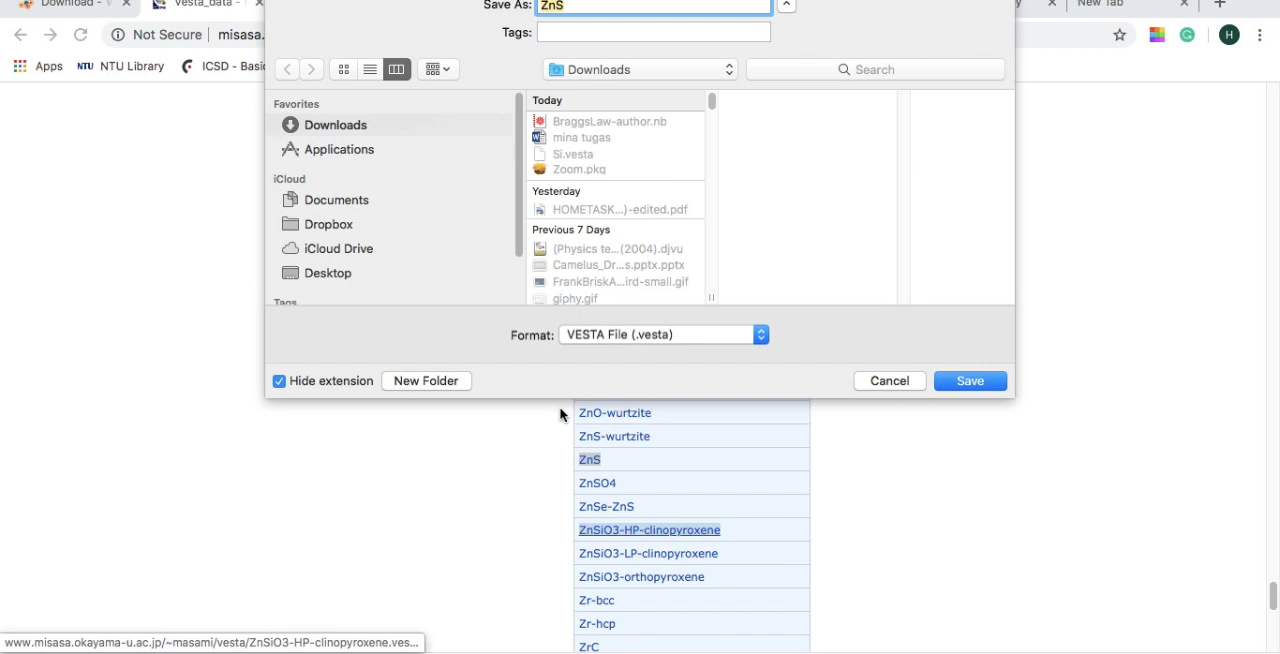 Save As: ZnS
Download - V
Vesta_data -
New Tab
Tags:
Not Secure
misasa.
H
Apps
NTU NTU Library
ICSD - Basic
Downloads
Search
Favorites
Downloads
Applications
iCloud
Documents
Dropbox
iCloud Drive
Desktop
Tags
Today
BraggsLaw-author.nb
mina tugas
Si.vesta
Zoom.pkg
Yesterday
HOMETASK...)-edited.pdf
Previous 7 Days
(Physics te...(2004).djvu
Camelus_Dr...s.pptx.pptx
FrankBriskA...ird-small.gif
giphy.gif
Format: VESTA File (.vesta)
Hide extension
New Folder
Cancel
Save
ZnO-wurtzite
ZnS-wurtzite
ZnS
ZnSO4
ZnSe-ZnS
ZnSiO3-HP-clinopyroxene
ZnSiO3-LP-clinopyroxene
ZnSiO3-orthopyroxene
Zr-bcc
Zr-hcp
ZrC
www.misasa.okayama-u.ac.jp/~masami/vesta/ZnSiO3-HP-clinopyroxene.ves...